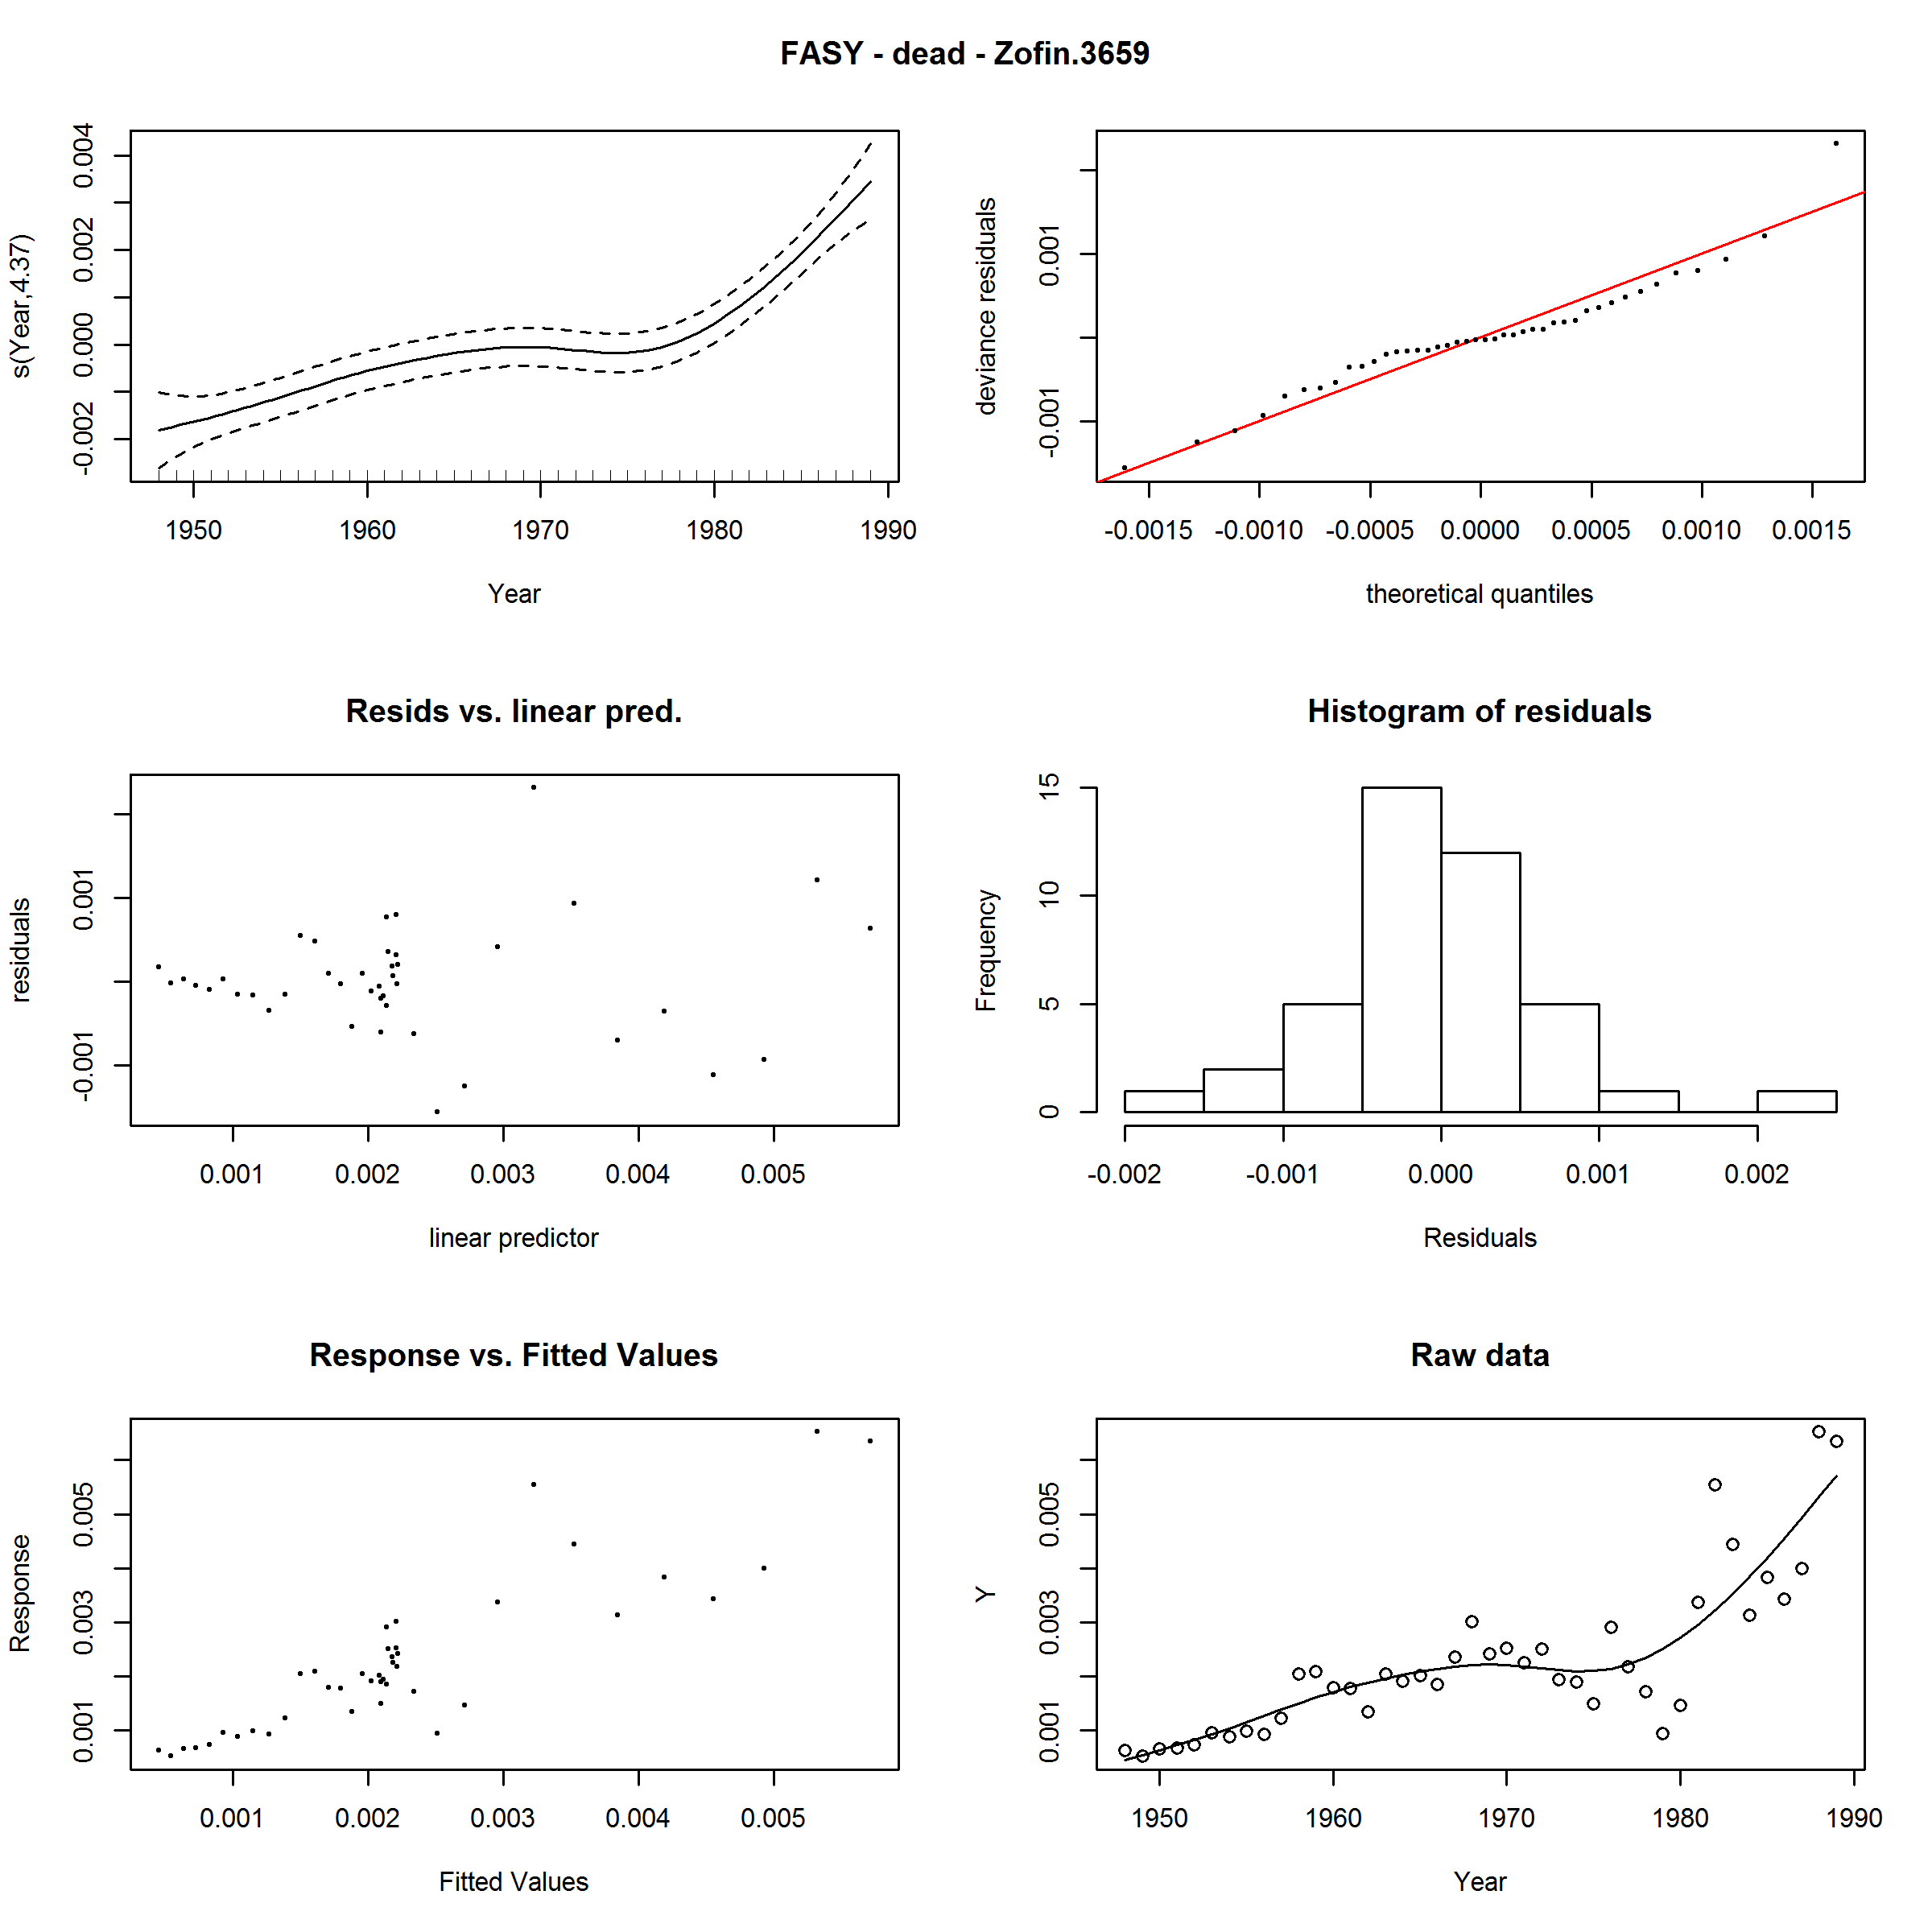 FASY - dead - Zofin.3659
s(Year,4.37)
-0.002 0.000 0.002 0.004
1950 1960 1970 1980 1990
Year
deviance residuals
-0.001 0.001
-0.0015 -0.0010 -0.0005 0.0000 0.0005 0.0010 0.0015
theoretical quantiles
Resids vs. linear pred.
residuals
-0.001 0.001
0.001 0.002 0.003 0.004 0.005
linear predictor
Histogram of residuals
Frequency
0 5 10 15
-0.002 -0.001 0.000 0.001 0.002
Residuals
Response vs. Fitted Values
Response
0.001 0.003 0.005
0.001 0.002 0.003 0.004 0.005
Fitted Values
Raw data
Y
0.001 0.003 0.005
1950 1960 1970 1980 1990
Year